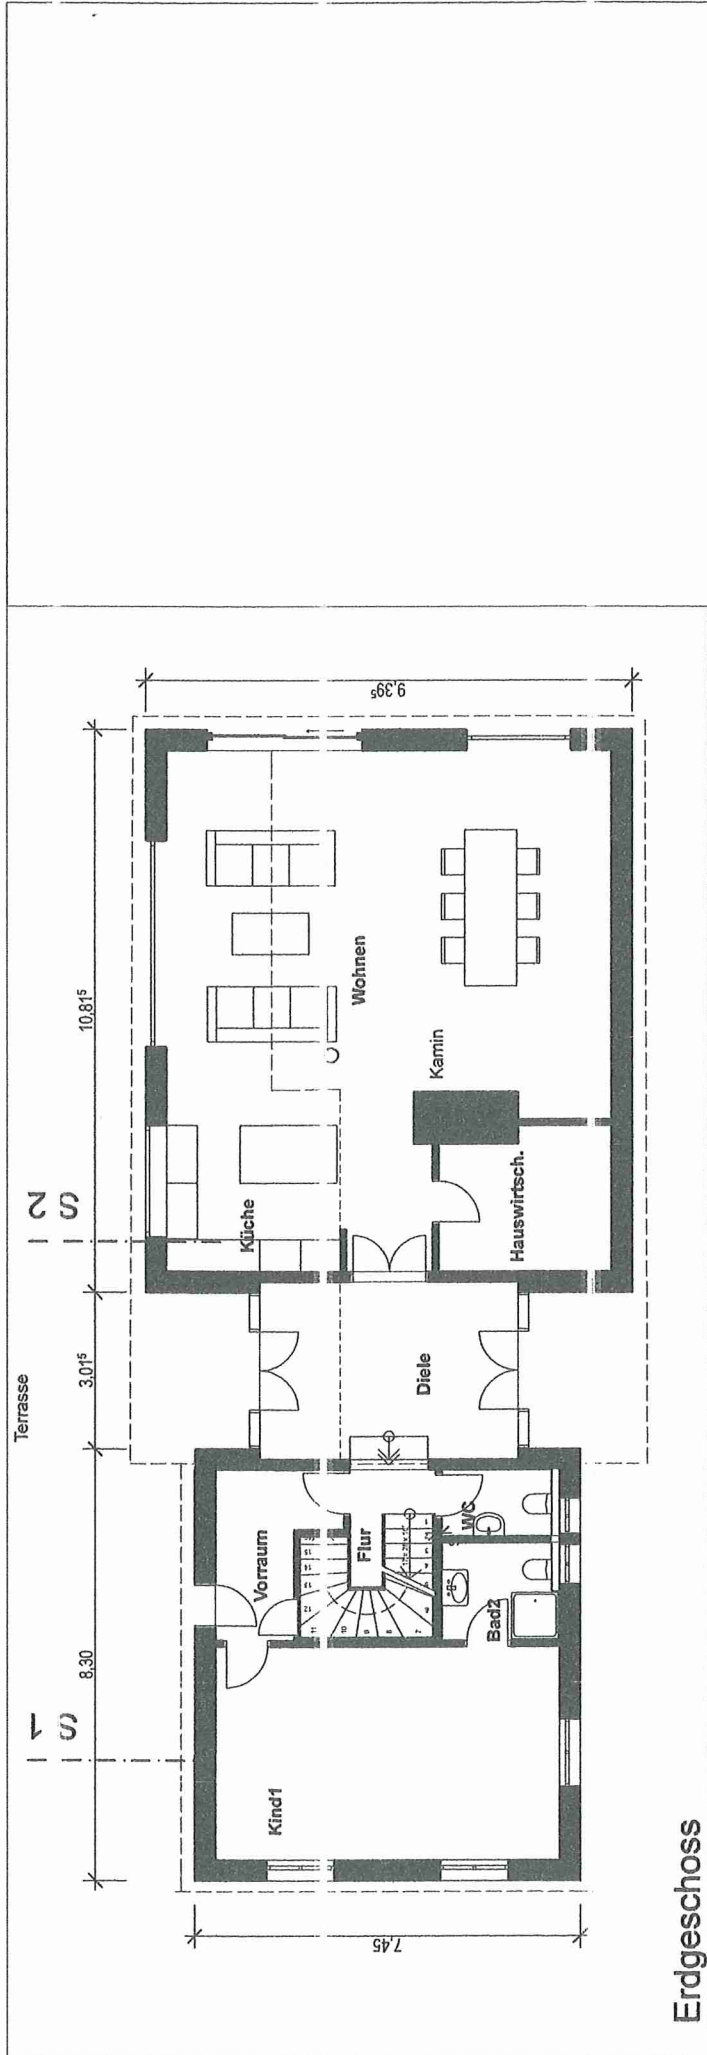 Terrasse
8,30
3,01⁵
10,81⁵
S 1
S 2
7,45
9,39⁵
Kind1
Vorraum
Flur
Bad2
WC
Diele
Küche
Hauswirtsch.
Kamin
Wohnen
Erdgeschoss